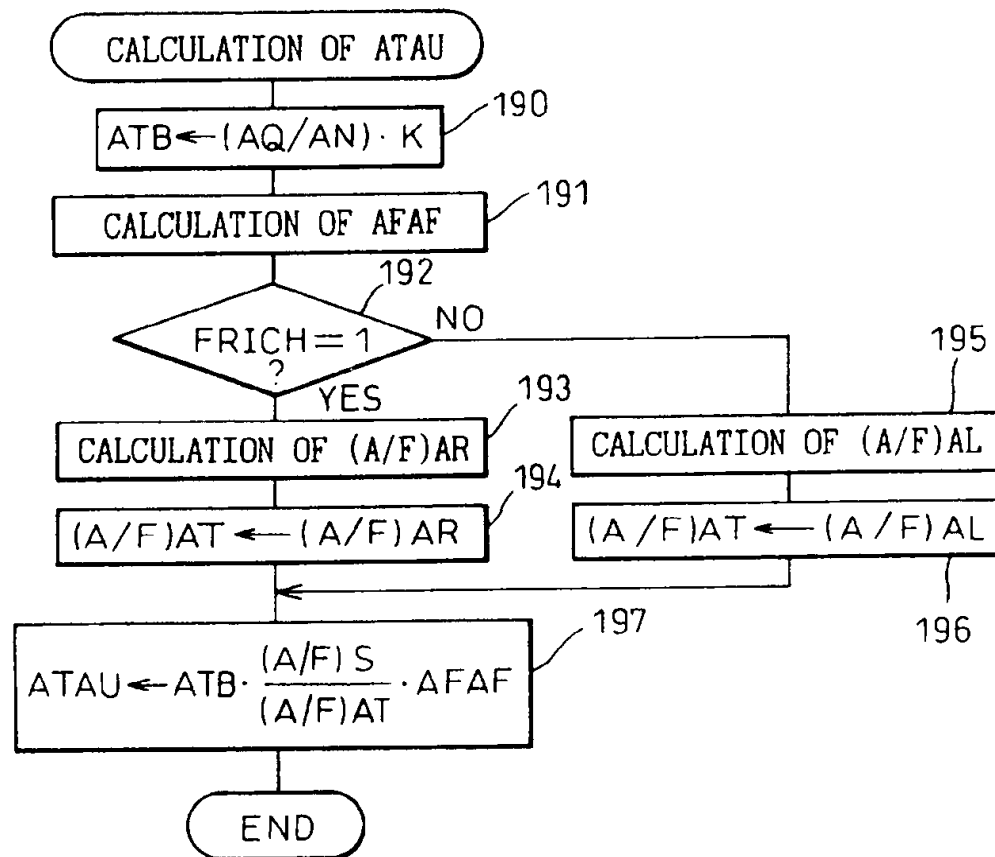 CALCULATION OF ATAU
190
ATB←(AQ/AN)·K
191
CALCULATION OF AFAF
192
FRICH=1
?
NO
YES
193
CALCULATION OF (A/F)AR
194
(A/F)AT ← (A/F)AR
195
CALCULATION OF (A/F)AL
(A/F)AT ← (A/F)AL
196
197
ATAU←ATB·(A/F)S/(A/F)AT·AFAF
END